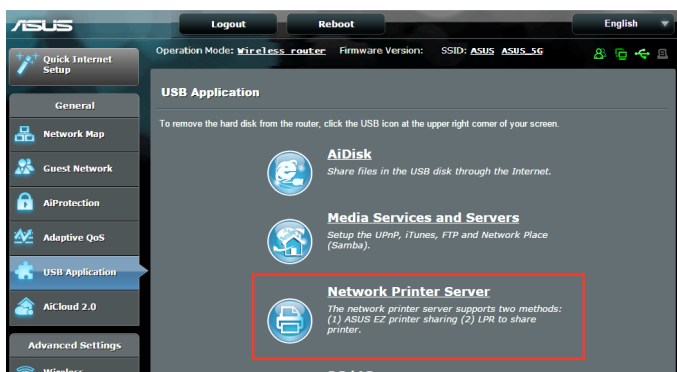 ASUS
Logout
Reboot
English
Quick Internet
Setup
Operation Mode: Wireless router Firmware Version: SSID: ASUS ASUS_5G
General
Network Map
Guest Network
AiProtection
Adaptive QoS
USB Application
AiCloud 2.0
Advanced Settings
Wireless
USB Application
To remove the hard disk from the router, click the USB icon at the upper right corner of your screen.
AiDisk
Share files in the USB disk through the Internet.
Media Services and Servers
Setup the UPnP, iTunes, FTP and Network Place
(Samba).
Network Printer Server
The network printer server supports two methods:
(1) ASUS EZ printer sharing (2) LPR to share
printer.